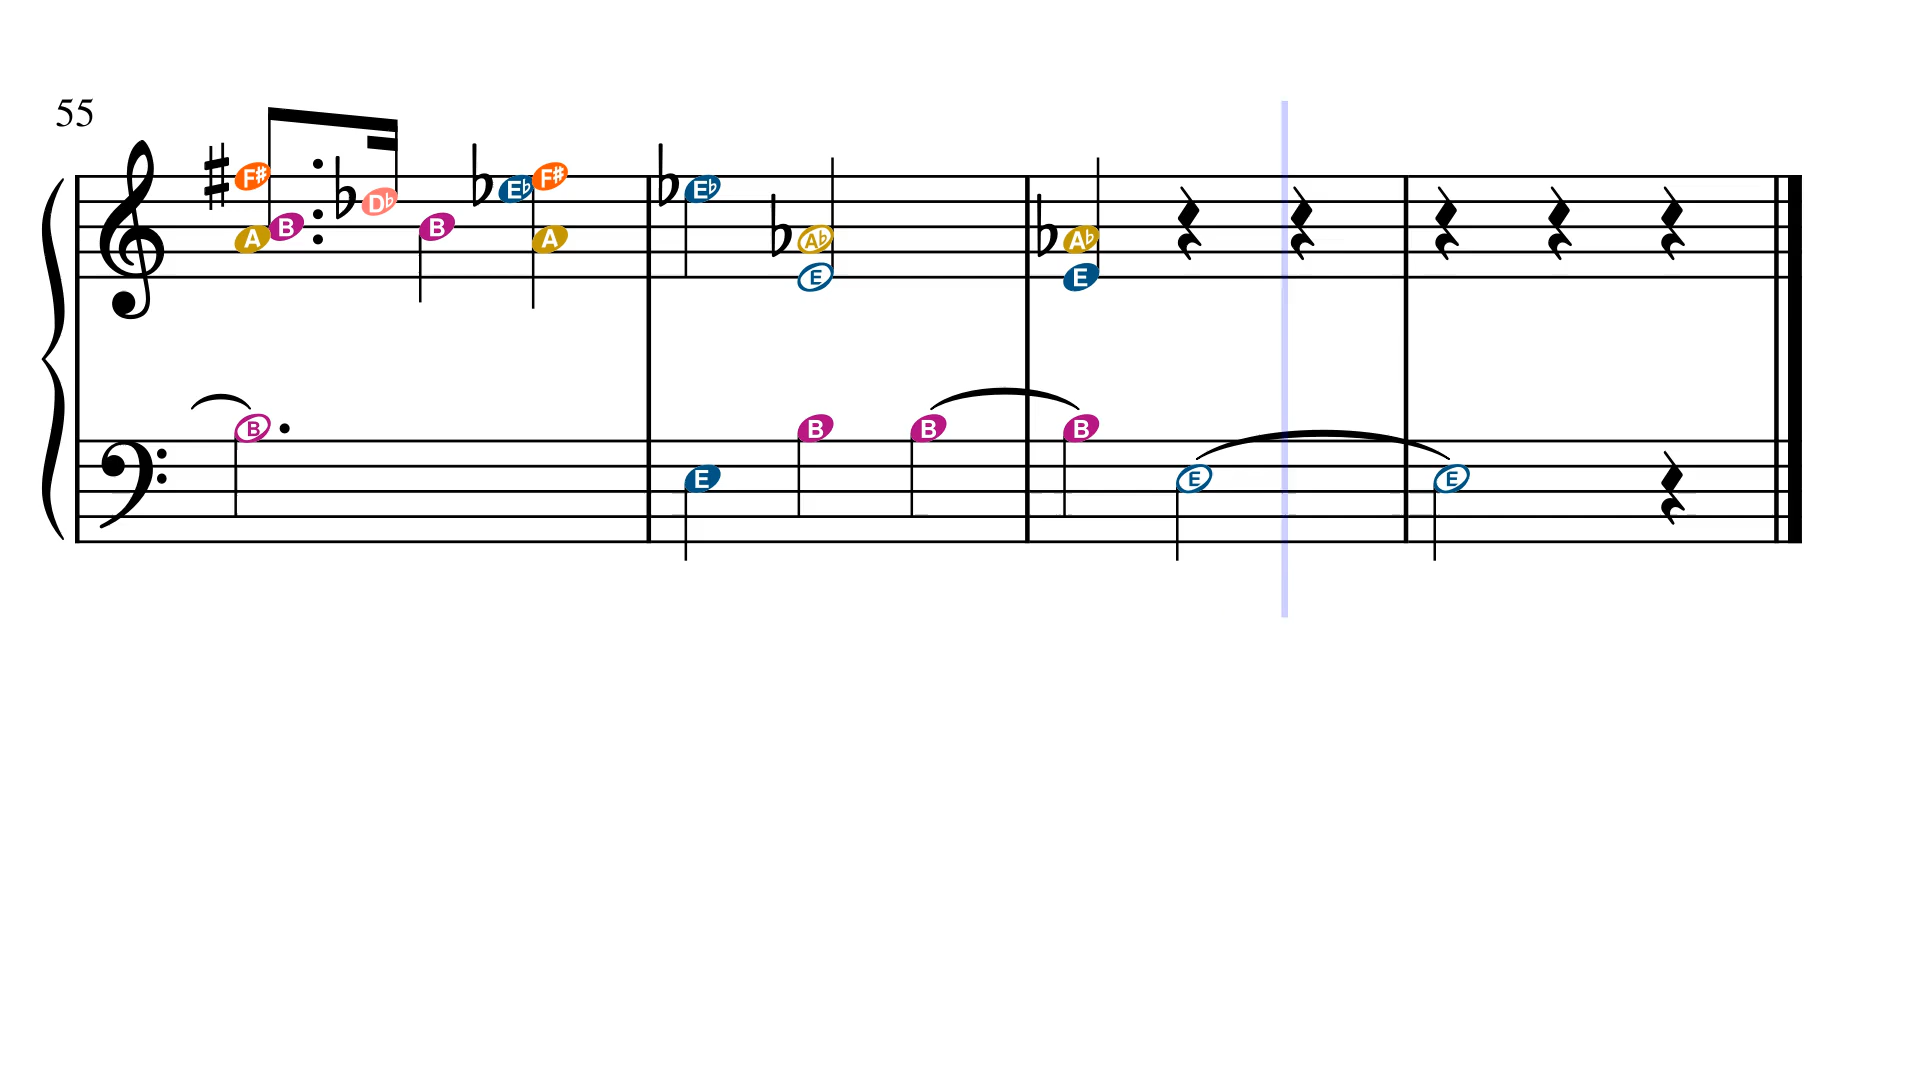 55
F♯ E♭ F♯ E♭
D♭
B B
A A A♭ A♭
E E
B B B B
E E E